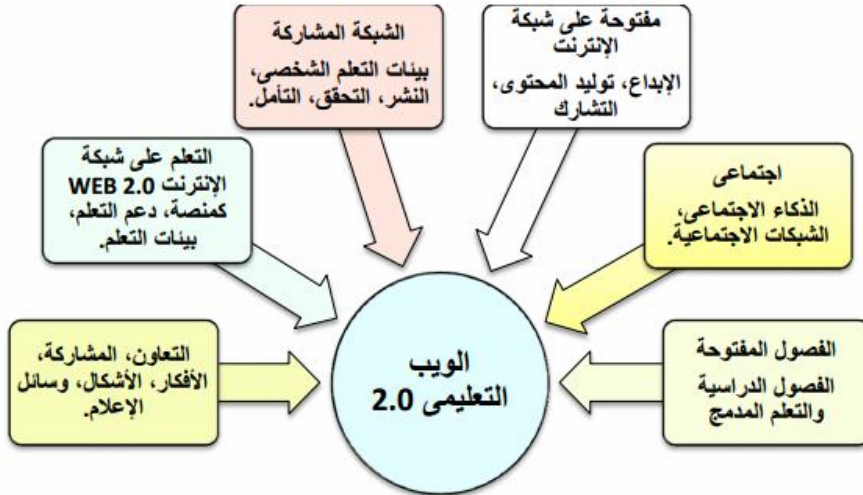 مفتوحة على شبكة
الإنترنت
الإبداع، توليد المحتوى،
التشارك
الشبكة المشاركة
بيئات التعلم الشخصى،
النشر، التحقق، التأمل.
اجتماعى
الذكاء الاجتماعى،
الشبكات الاجتماعية.
التعلم على شبكة
الإنترنت WEB 2.0
كمنصة، دعم التعلم،
بيئات التعلم.
الفصول المفتوحة
الفصول الدراسية
والتعلم المدمج
الويب
التعليمى 2.0
التعاون، المشاركة،
الأفكار، الأشكال، وسائل
الإعلام.